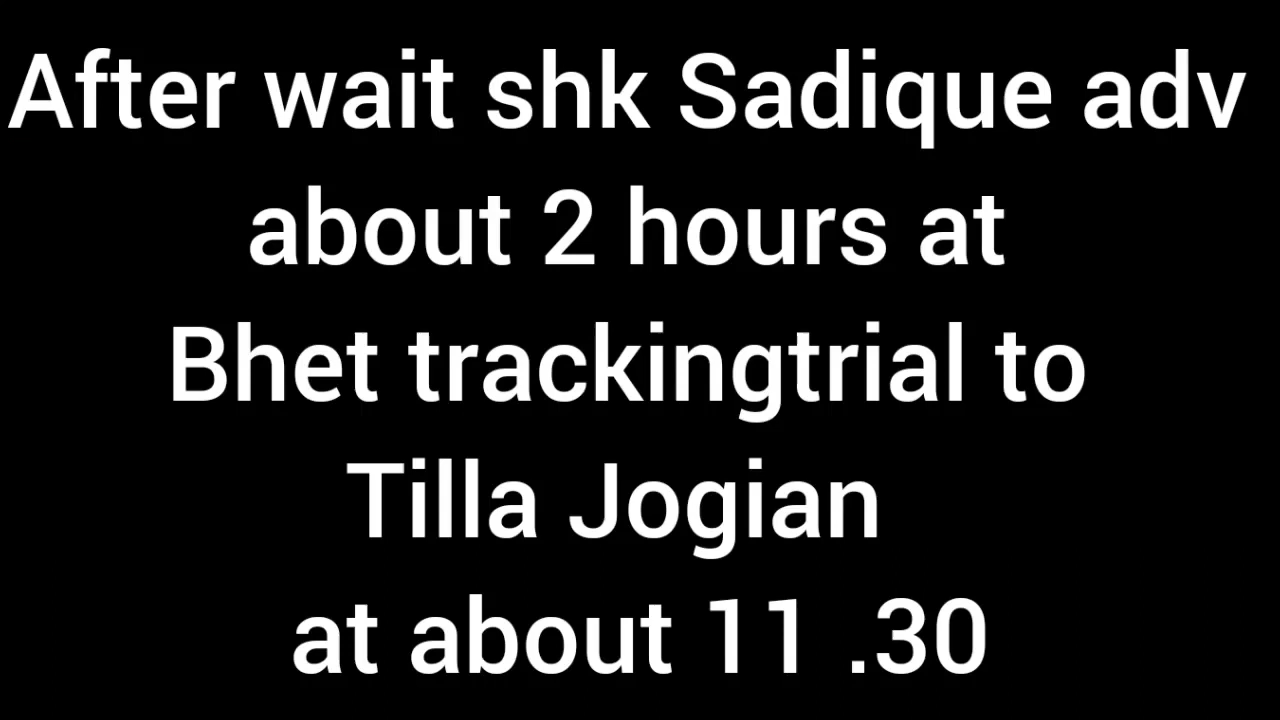 After wait shk Sadique adv
about 2 hours at
Bhet trackingtrial to
Tilla Jogian
at about 11 .30